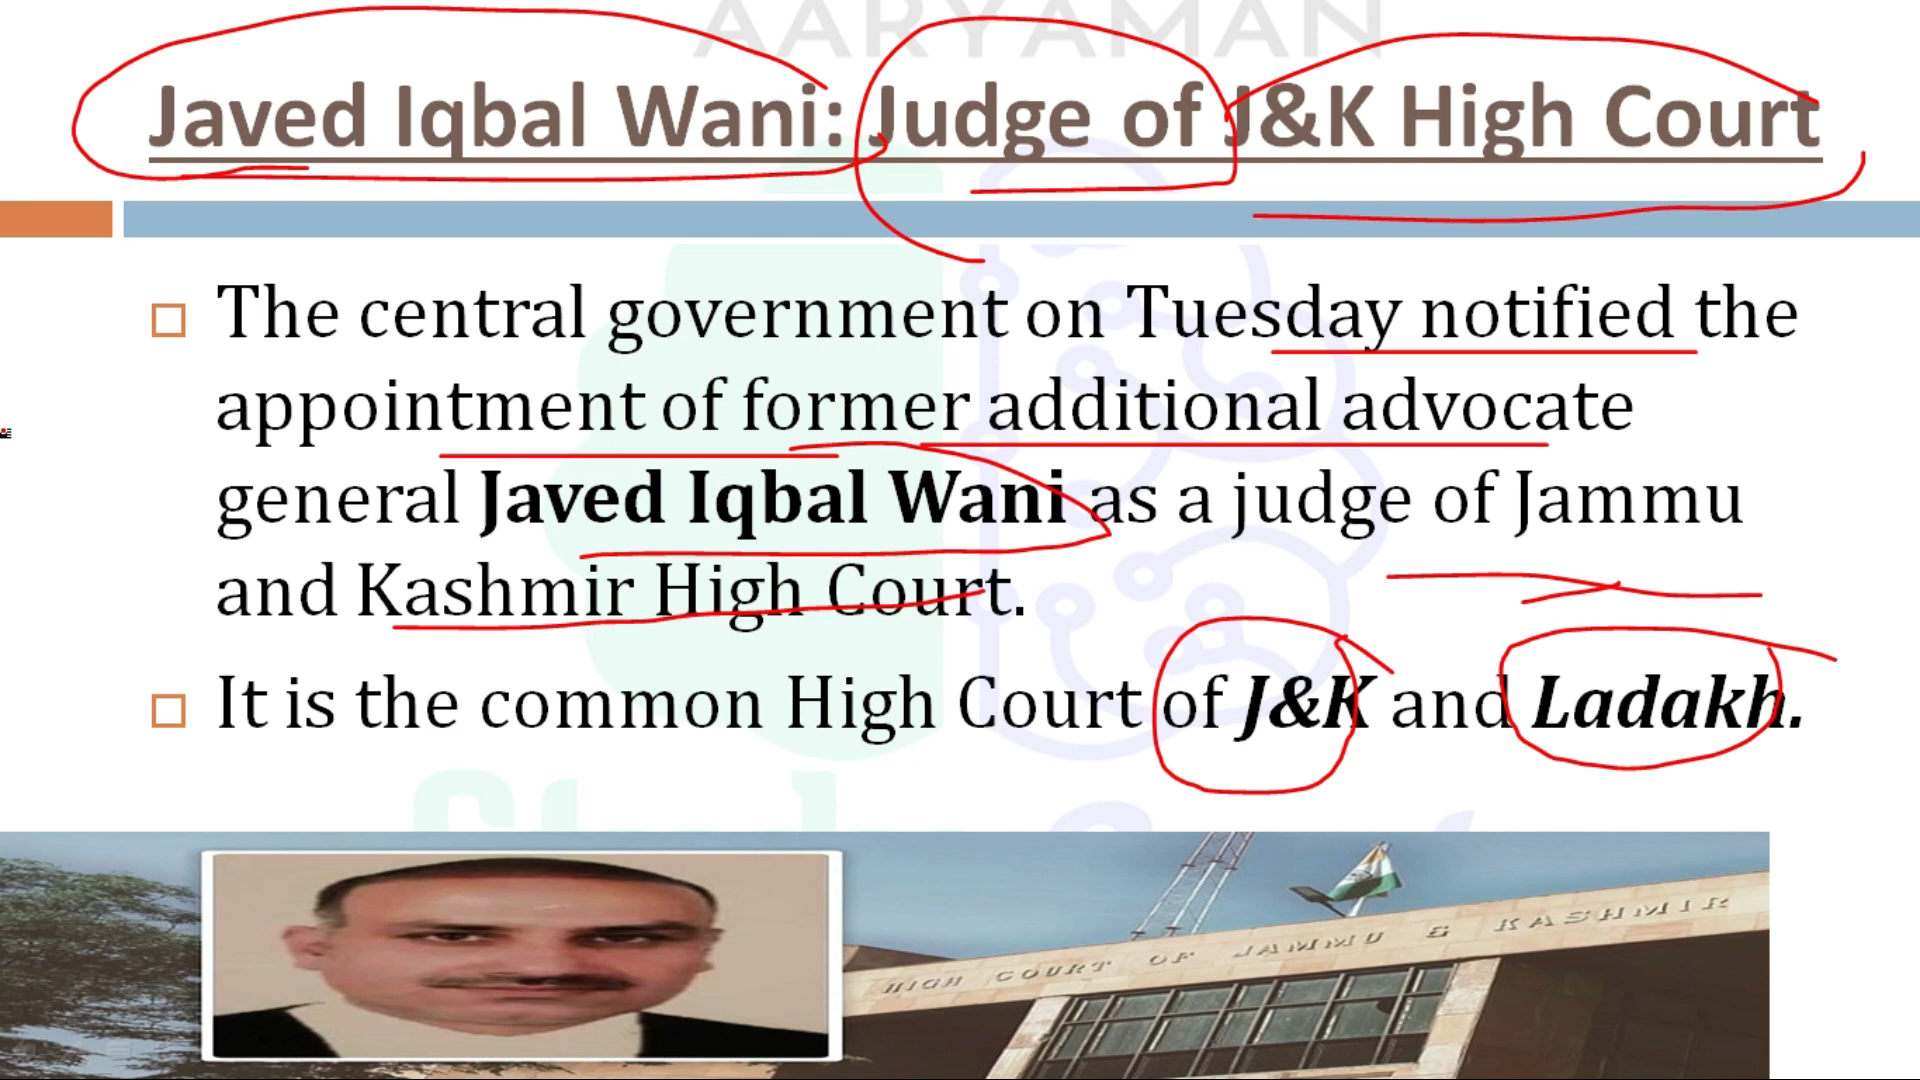 AARYAMAN
Javed Iqbal Wani: Judge of J&K High Court
The central government on Tuesday notified the
appointment of former additional advocate
general Javed Iqbal Wani as a judge of Jammu
and Kashmir High Court.
It is the common High Court of J&K and Ladakh.
HIGH COURT OF JAMMU & KASHMIR